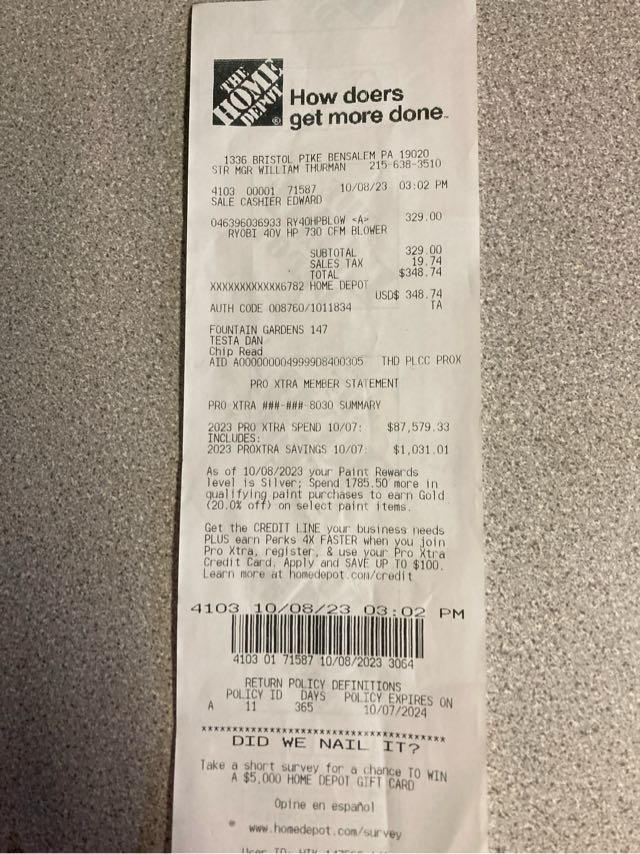 THE
HOME
DEPOT
®
How doers
get more done™
1336 BRISTOL PIKE BENSALEM PA 19020
STR MGR WILLIAM THURMAN 215-638-3510
4103 00001 71587 10/08/23 03:02 PM
SALE CASHIER EDWARD
046396036933 RY40HPBLOW <A> 329.00
RYOBI 40V HP 730 CFM BLOWER
SUBTOTAL 329.00
SALES TAX 19.74
TOTAL $348.74
XXXXXXXXXXXX6782 HOME DEPOT
USD$ 348.74
AUTH CODE 008760/1011834 TA
FOUNTAIN GARDENS 147
TESTA DAN
Chip Read
AID A0000000049999D8400305 THD PLCC PROX
PRO XTRA MEMBER STATEMENT
PRO XTRA ###-###-8030 SUMMARY
2023 PRO XTRA SPEND 10/07: $87,579.33
INCLUDES:
2023 PROXTRA SAVINGS 10/07: $1,031.01
As of 10/08/2023 your Paint Rewards
level is Silver; Spend 1785.50 more in
qualifying paint purchases to earn Gold
(20.0% off) on select paint items.
Get the CREDIT LINE your business needs
PLUS earn Perks 4X FASTER when you join
Pro Xtra, register, & use your Pro Xtra
Credit Card. Apply and SAVE UP TO $100.
Learn more at homedepot.com/credit
4103 10/08/23 03:02 PM
4103 01 71587 10/08/2023 3064
RETURN POLICY DEFINITIONS
POLICY ID DAYS POLICY EXPIRES ON
A 11 365 10/07/2024
****************************************
DID WE NAIL IT?
Take a short survey for a chance TO WIN
A $5,000 HOME DEPOT GIFT CARD
Opine en español
www.homedepot.com/survey
User ID: